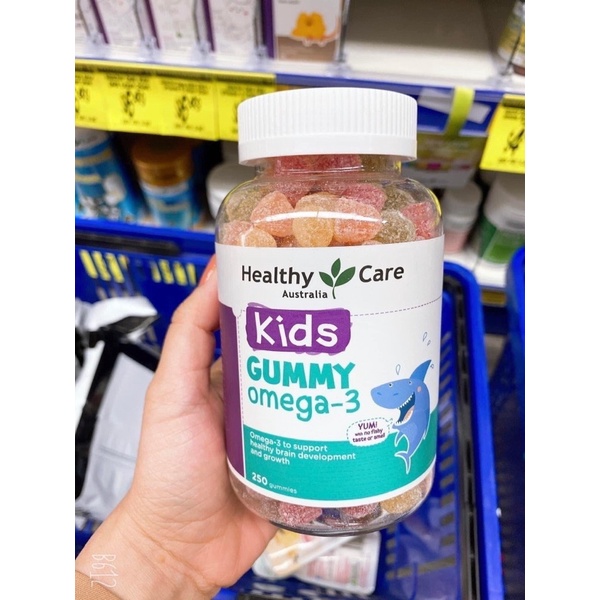 Healthy Care
Australia
Kids
GUMMY
omega-3
YUM!
with no fishy
taste or smell
Omega-3 to support
healthy brain development
and growth
250 gummies
B612